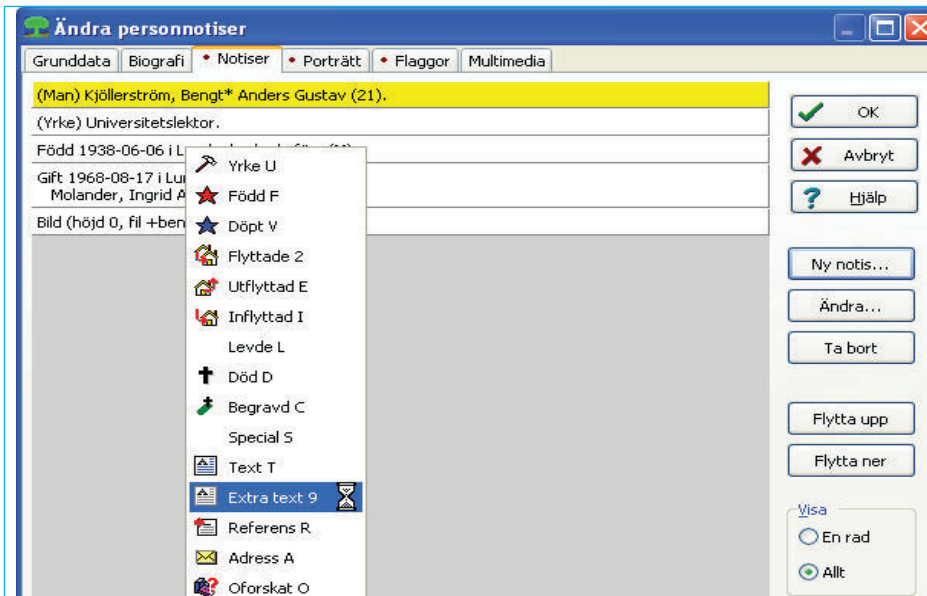 Ändra personnotiser
Grunddata Biografi • Notiser • Porträtt • Flaggor Multimedia
(Man) Kjöllerström, Bengt* Anders Gustav (21).
(Yrke) Universitetslektor.
Född 1938-06-06 i L
Gift 1968-08-17 i Lu
Molander, Ingrid A
Bild (höjd 0, fil +ben
Yrke U
Född F
Döpt V
Flyttade 2
Utflyttad E
Inflyttad I
Levde L
Död D
Begravd C
Special S
Text T
Extra text 9
Referens R
Adress A
Oforskat O
OK
Avbryt
Hjälp
Ny notis...
Ändra...
Ta bort
Flytta upp
Flytta ner
Visa
En rad
Allt